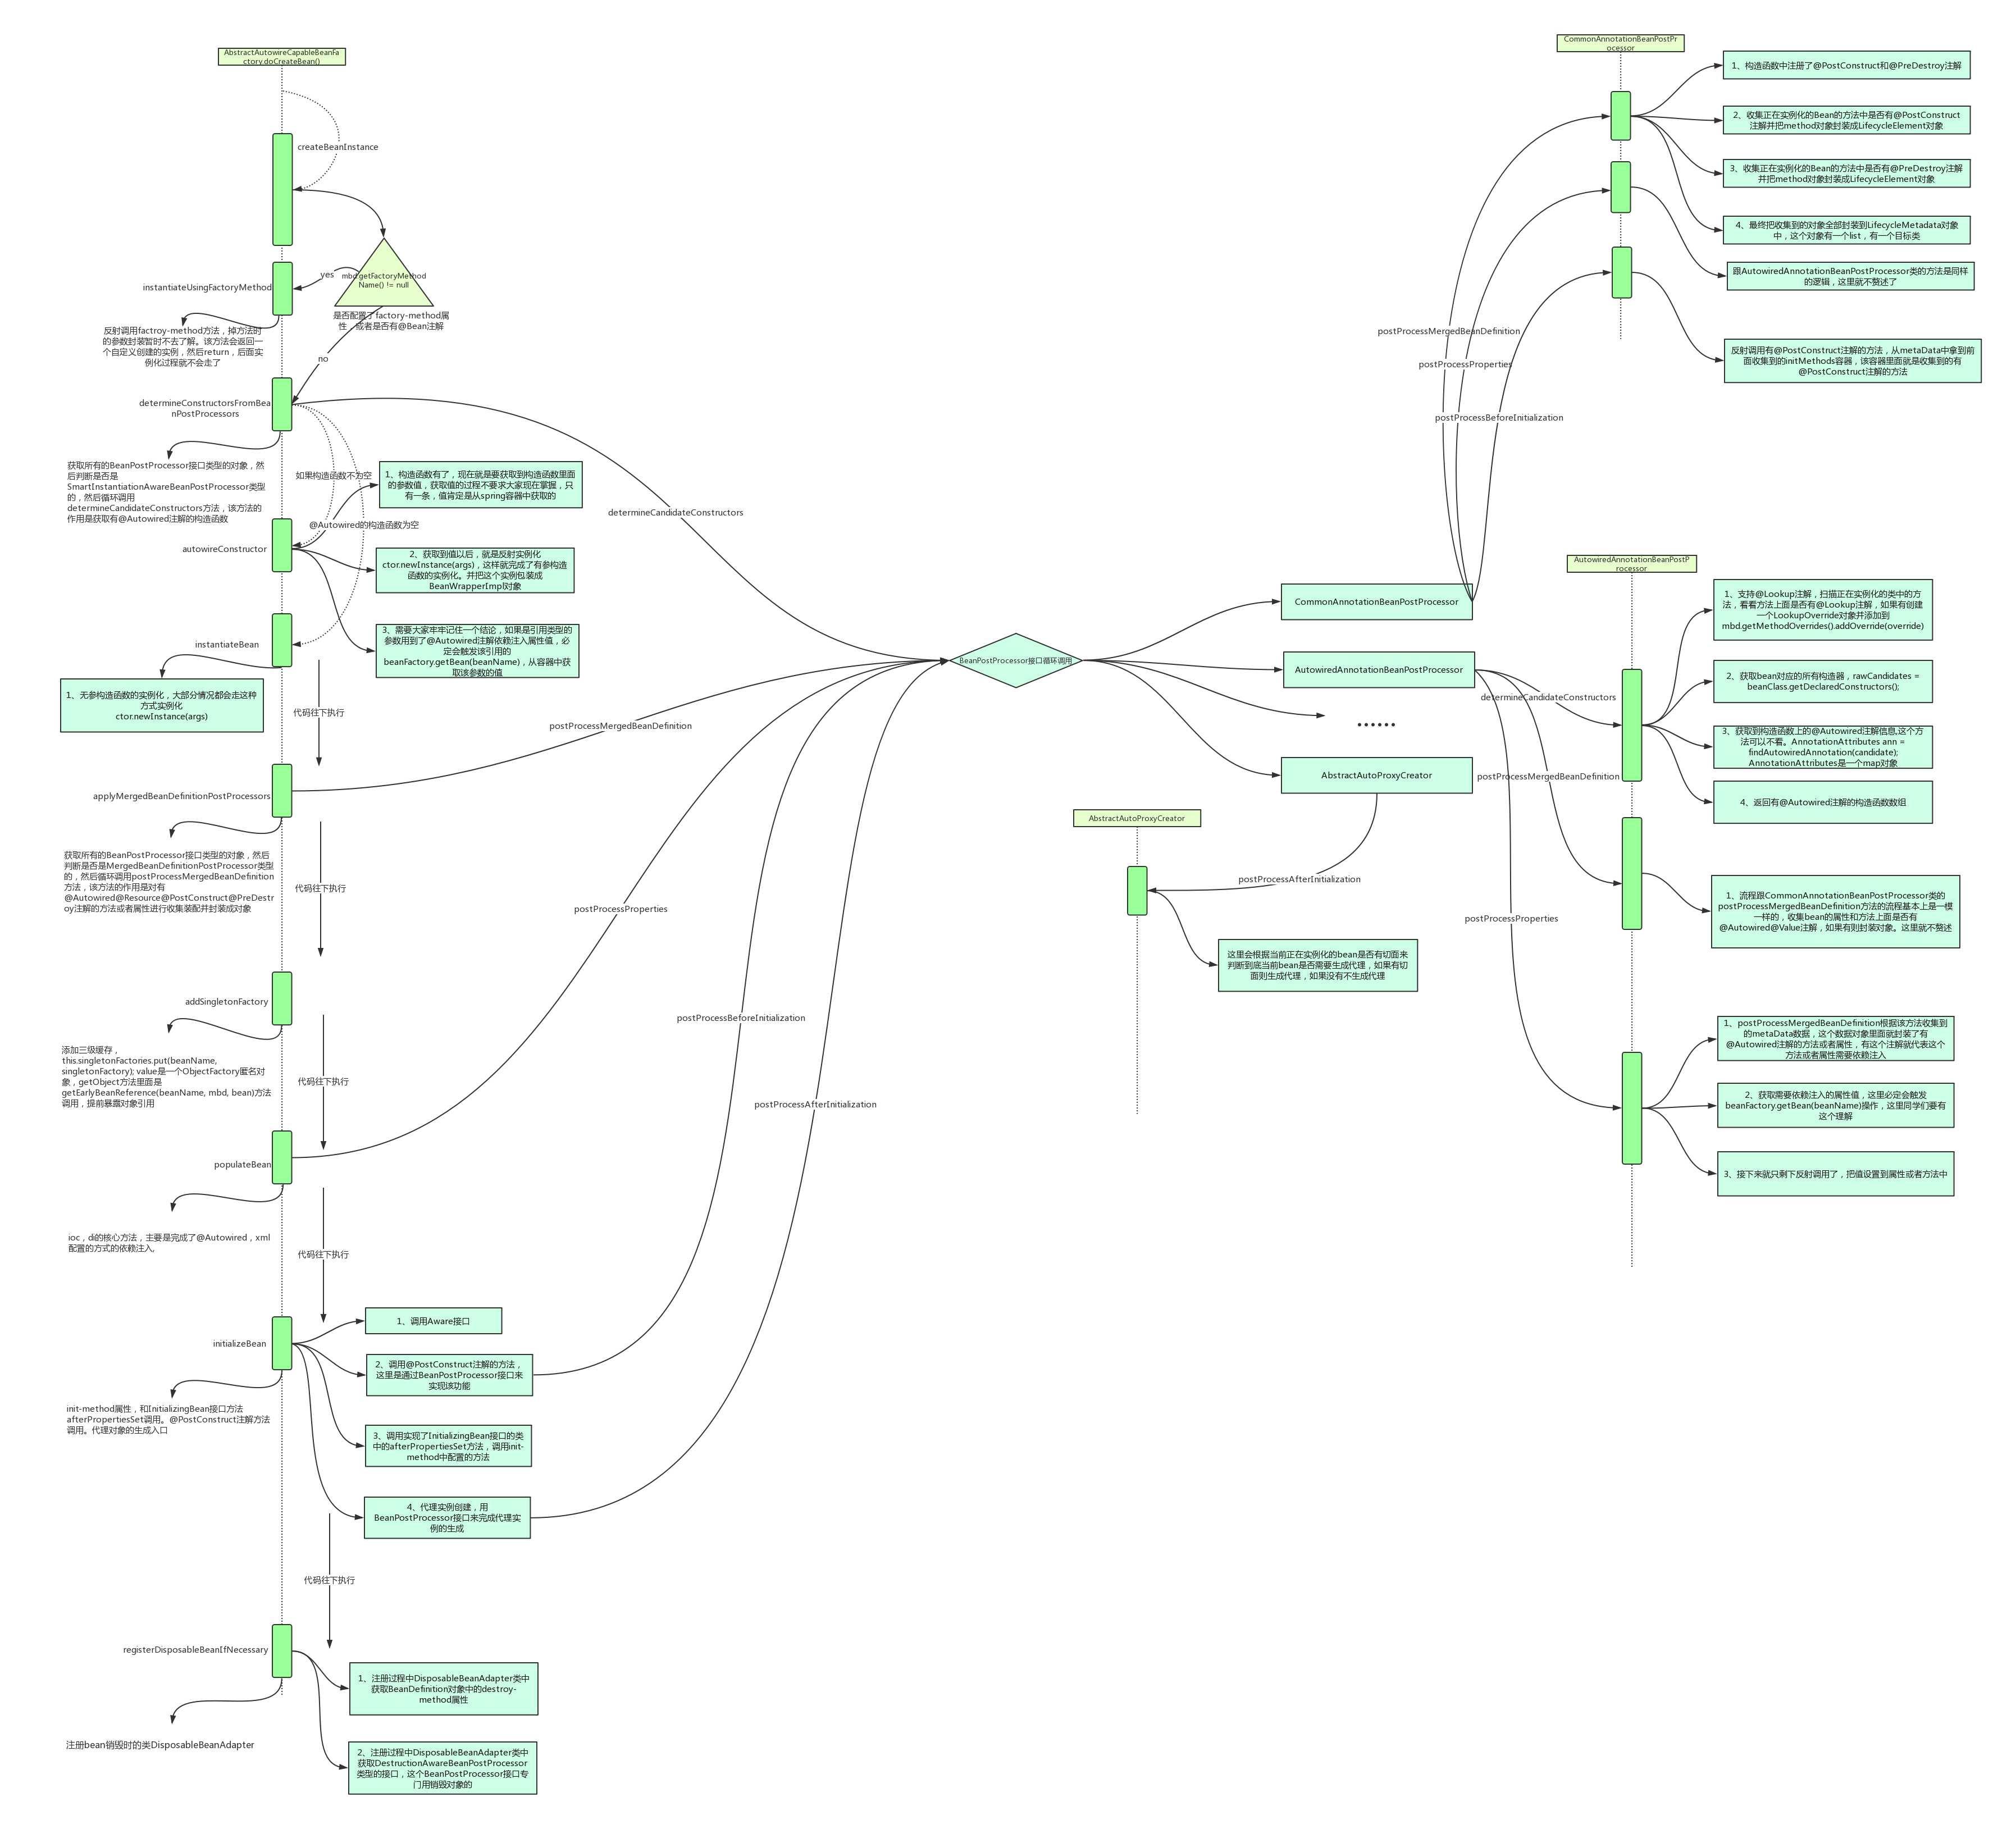 AbstractAutowireCapableBeanFa
ctory.doCreateBean()
createBeanInstance
mbd.getFactoryMethod
Name() != null
yes
是否配置了factory-method属
性，或者是否有@Bean注解
no
instantiateUsingFactoryMethod
反射调用factroy-method方法，掉方法时
的参数封装暂时不去了解。该方法会返回一
个自定义创建的实例，然后return，后面实
例化过程就不会走了
determineConstructorsFromBea
nPostProcessors
获取所有的BeanPostProcessor接口类型的对象，然
后判断是否是
SmartInstantiationAwareBeanPostProcessor类型
的，然后循环调用
determineCandidateConstructors方法，该方法的
作用是获取有@Autowired注解的构造函数
如果构造函数不为空
@Autowired的构造函数为空
autowireConstructor
1、构造函数有了，现在就是要获取到构造函数里面
的参数值，获取值的过程不要求大家现在掌握，只
有一条，值肯定是从spring容器中获取的
2、获取到值以后，就是反射实例化
ctor.newInstance(args)，这样就完成了有参构造
函数的实例化。并把这个实例包装成
BeanWrapperImpl对象
3、需要大家牢牢记住一个结论，如果是引用类型的
参数用到了@Autowired注解依赖注入属性值，必
定会触发该引用的
beanFactory.getBean(beanName)，从容器中获
取该参数的值
instantiateBean
1、无参构造函数的实例化，大部分情况都会走这种
方式实例化
ctor.newInstance(args)
代码往下执行
applyMergedBeanDefinitionPostProcessors
获取所有的BeanPostProcessor接口类型的对象，然后
判断是否是MergedBeanDefinitionPostProcessor类型
的，然后循环调用postProcessMergedBeanDefinition
方法，该方法的作用是对有
@Autowired@Resource@PostConstruct@PreDestr
oy注解的方法或者属性进行收集装配并封装成对象
代码往下执行
addSingletonFactory
添加三级缓存，
this.singletonFactories.put(beanName,
singletonFactory); value是一个ObjectFactory匿名对
象，getObject方法里面是
getEarlyBeanReference(beanName, mbd, bean)方法
调用，提前暴露对象引用
代码往下执行
populateBean
ioc，di的核心方法，主要是完成了@Autowired，xml
配置的方式的依赖注入,
代码往下执行
initializeBean
init-method属性，和InitializingBean接口方法
afterPropertiesSet调用。@PostConstruct注解方法
调用。代理对象的生成入口
1、调用Aware接口
2、调用@PostConstruct注解的方法，
这里是通过BeanPostProcessor接口来
实现该功能
3、调用实现了InitializingBean接口的类
中的afterPropertiesSet方法，调用init-
method中配置的方法
4、代理实例创建，用
BeanPostProcessor接口来完成代理实
例的生成
代码往下执行
registerDisposableBeanIfNecessary
注册bean销毁时的类DisposableBeanAdapter
1、注册过程中DisposableBeanAdapter类中
获取BeanDefinition对象中的destroy-
method属性
2、注册过程中DisposableBeanAdapter类中
获取DestructionAwareBeanPostProcessor
类型的接口，这个BeanPostProcessor接口专
门用销毁对象的
determineCandidateConstructors
postProcessMergedBeanDefinition
postProcessProperties
postProcessBeforeInitialization
postProcessAfterInitialization
BeanPostProcessor接口循环调用
CommonAnnotationBeanPostProcessor
AutowiredAnnotationBeanPostProcessor
......
AbstractAutoProxyCreator
AbstractAutoProxyCreator
postProcessAfterInitialization
这里会根据当前正在实例化的bean是否有切面来
判断到底当前bean是否需要生成代理，如果有切
面则生成代理，如果没有不生成代理
postProcessMergedBeanDefinition
postProcessProperties
postProcessBeforeInitialization
CommonAnnotationBeanPostPr
ocessor
1、构造函数中注册了@PostConstruct和@PreDestroy注解
2、收集正在实例化的Bean的方法中是否有@PostConstruct
注解并把method对象封装成LifecycleElement对象
3、收集正在实例化的Bean的方法中是否有@PreDestroy注解
并把method对象封装成LifecycleElement对象
4、最终把收集到的对象全部封装到LifecycleMetadata对象
中，这个对象有一个list，有一个目标类
跟AutowiredAnnotationBeanPostProcessor类的方法是同样
的逻辑，这里就不赘述了
反射调用有@PostConstruct注解的方法，从metaData中拿到前
面收集到的initMethods容器，该容器里面就是收集到的有
@PostConstruct注解的方法
AutowiredAnnotationBeanPostP
rocessor
determineCandidateConstructors
postProcessMergedBeanDefinition
postProcessProperties
1、支持@Lookup注解，扫描正在实例化的类中的方
法，看看方法上面是否有@Lookup注解，如果有创建
一个LookupOverride对象并添加到
mbd.getMethodOverrides().addOverride(override)
2、获取bean对应的所有构造器，rawCandidates =
beanClass.getDeclaredConstructors();
3、获取到构造函数上的@Autowired注解信息,这个方
法可以不看。AnnotationAttributes ann =
findAutowiredAnnotation(candidate);
AnnotationAttributes是一个map对象
4、返回有@Autowired注解的构造函数数组
1、流程跟CommonAnnotationBeanPostProcessor类的
postProcessMergedBeanDefinition方法的流程基本上是一模
一样的，收集bean的属性和方法上面是否有
@Autowired@Value注解，如果有则封装对象。这里就不赘述
1、postProcessMergedBeanDefinition根据该方法收集到
的metaData数据，这个数据对象里面就封装了有
@Autowired注解的方法或者属性，有这个注解就代表这个
方法或者属性需要依赖注入
2、获取需要依赖注入的属性值，这里必定会触发
beanFactory.getBean(beanName)操作，这里同学们要有
这个理解
3、接下来就只剩下反射调用了，把值设置到属性或者方法中